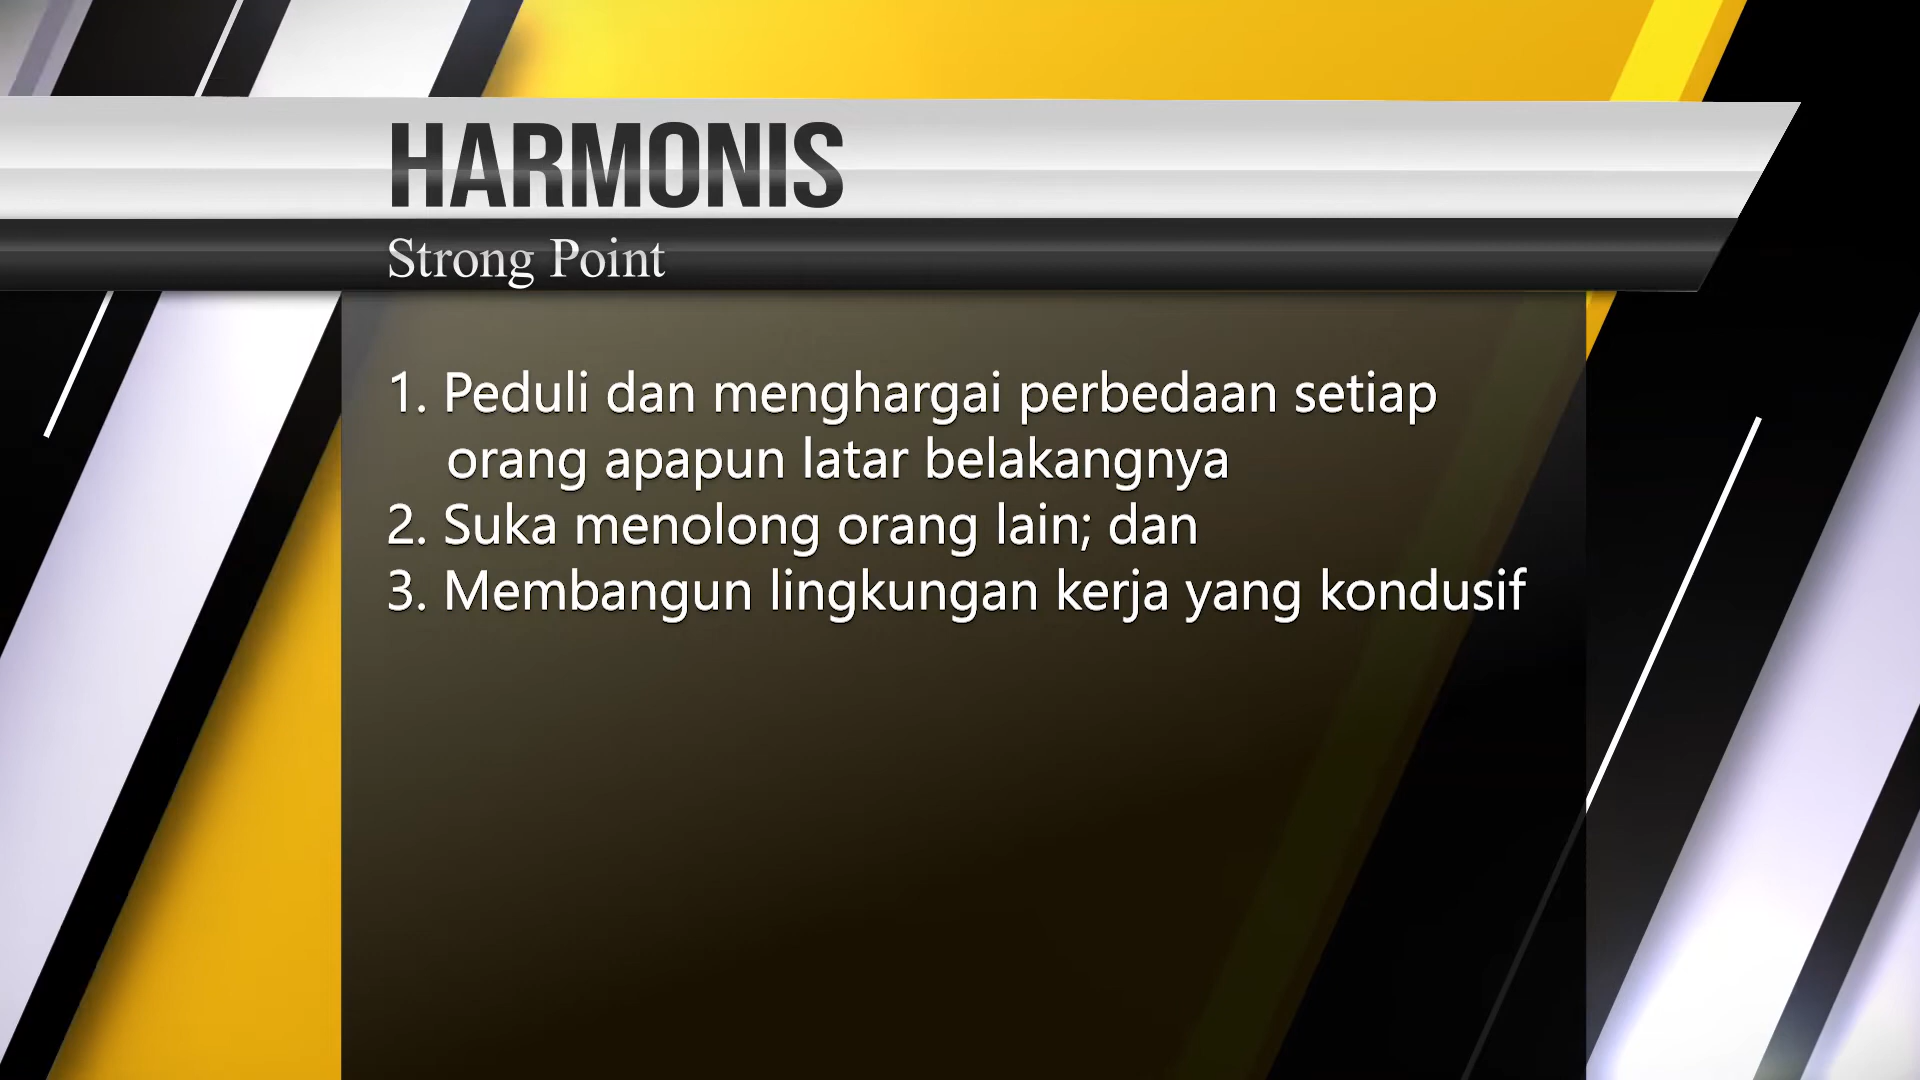 HARMONIS
Strong Point
1. Peduli dan menghargai perbedaan setiap
orang apapun latar belakangnya
2. Suka menolong orang lain; dan
3. Membangun lingkungan kerja yang kondusif